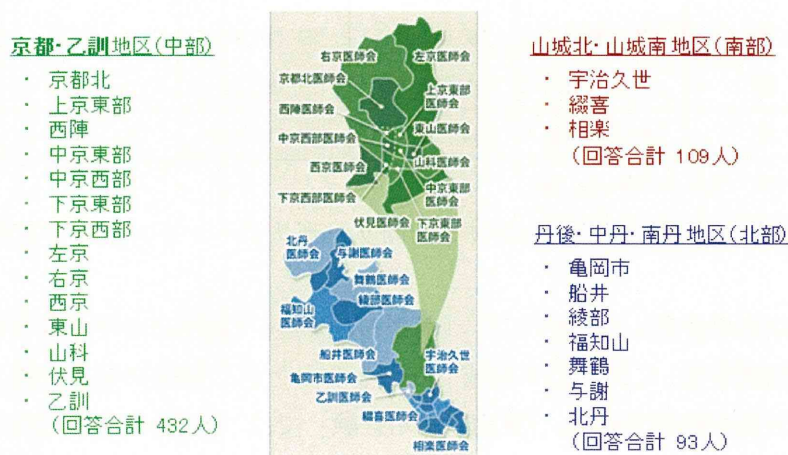 京都・乙訓地区(中部)
・ 京都北
・ 上京東部
・ 西陣
・ 中京東部
・ 中京西部
・ 下京東部
・ 下京西部
・ 左京
・ 右京
・ 西京
・ 東山
・ 山科
・ 伏見
・ 乙訓
(回答合計 432人)
右京医師会
左京医師会
京都北医師会
上京東部
医師会
西陣医師会
東山医師会
中京西部医師会
山科医師会
西京医師会
中京東部
医師会
下京西部医師会
伏見医師会
下京東部
医師会
北丹
医師会
与謝医師会
舞鶴医師会
綾部医師会
福知山
医師会
船井医師会
宇治久世
医師会
亀岡市医師会
乙訓医師会
綴喜医師会
相楽医師会
山城北・山城南地区(南部)
・ 宇治久世
・ 綴喜
・ 相楽
(回答合計 109人)
丹後・中丹・南丹地区(北部)
・ 亀岡市
・ 船井
・ 綾部
・ 福知山
・ 舞鶴
・ 与謝
・ 北丹
(回答合計 93人)